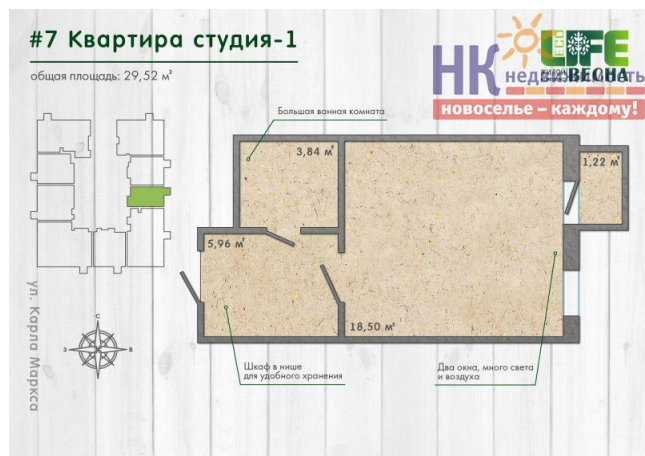 #7 Квартира студия-1
общая площадь: 29,52 м²
НК
недвижимость
новоселье – каждому!
ECO
LIFE
ВЕСНА
Большая ванная комната
3,84 м²
1,22 м²
5,96 м²
18,50 м²
Шкаф в нише
для удобного хранения
Два окна, много света
и воздуха
ул. Карла Маркса
С
З
В